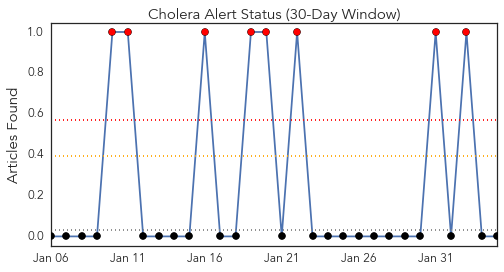 Cholera Alert Status (30-Day Window)
Articles Found
1.0
0.8
0.6
0.4
0.2
0.0
Jan 06 Jan 11 Jan 16 Jan 21 Jan 26 Jan 31